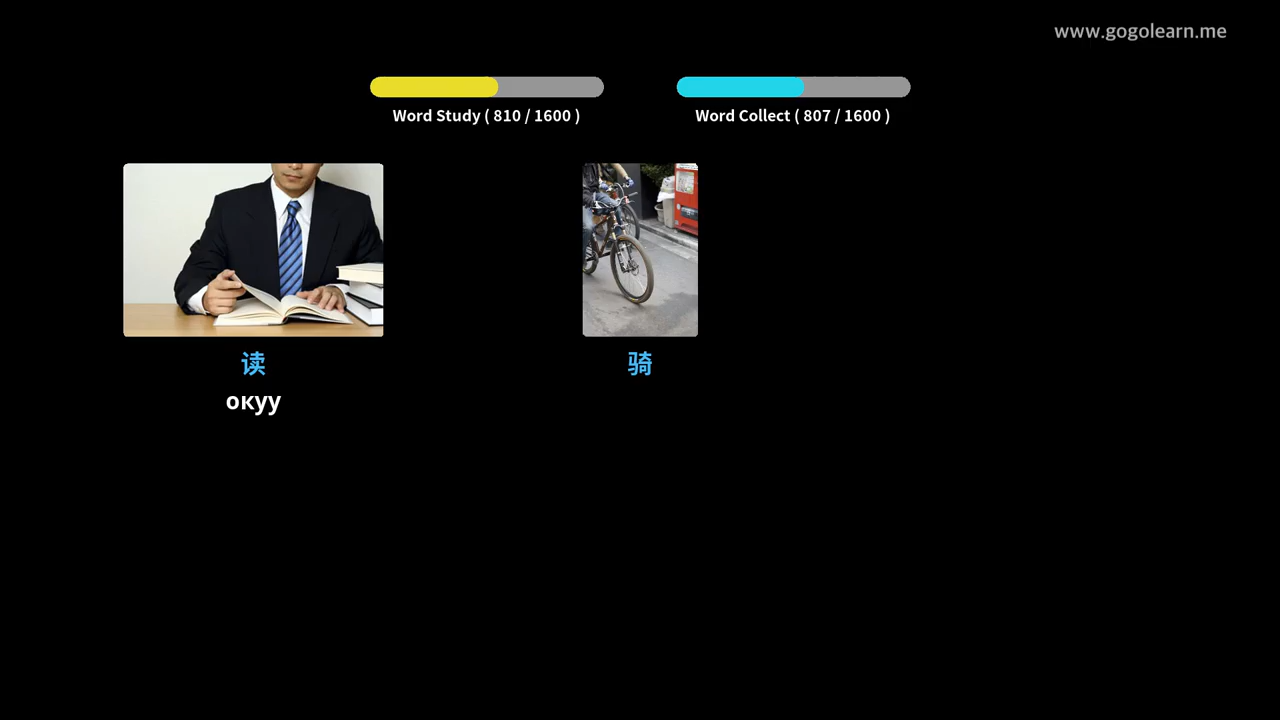 www.gogolearn.me
Word Study ( 810 / 1600 )
Word Collect ( 807 / 1600 )
读
骑
окуу